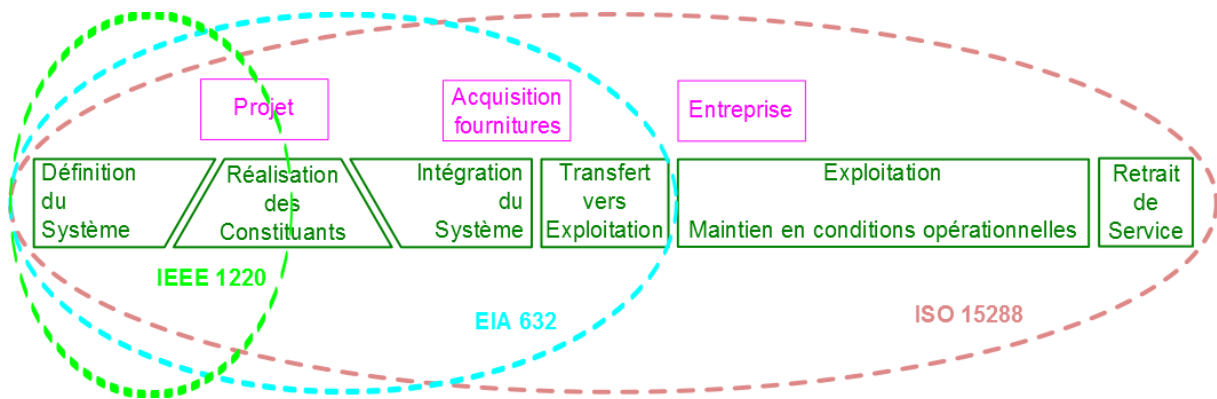 Projet
Acquisition
fournitures
Entreprise
Définition
du
Système
Réalisation
des
Constituants
Intégration
du
Système
Transfert
vers
Exploitation
Exploitation
Maintien en conditions opérationnelles
Retrait
de
Service
IEEE 1220
EIA 632
ISO 15288